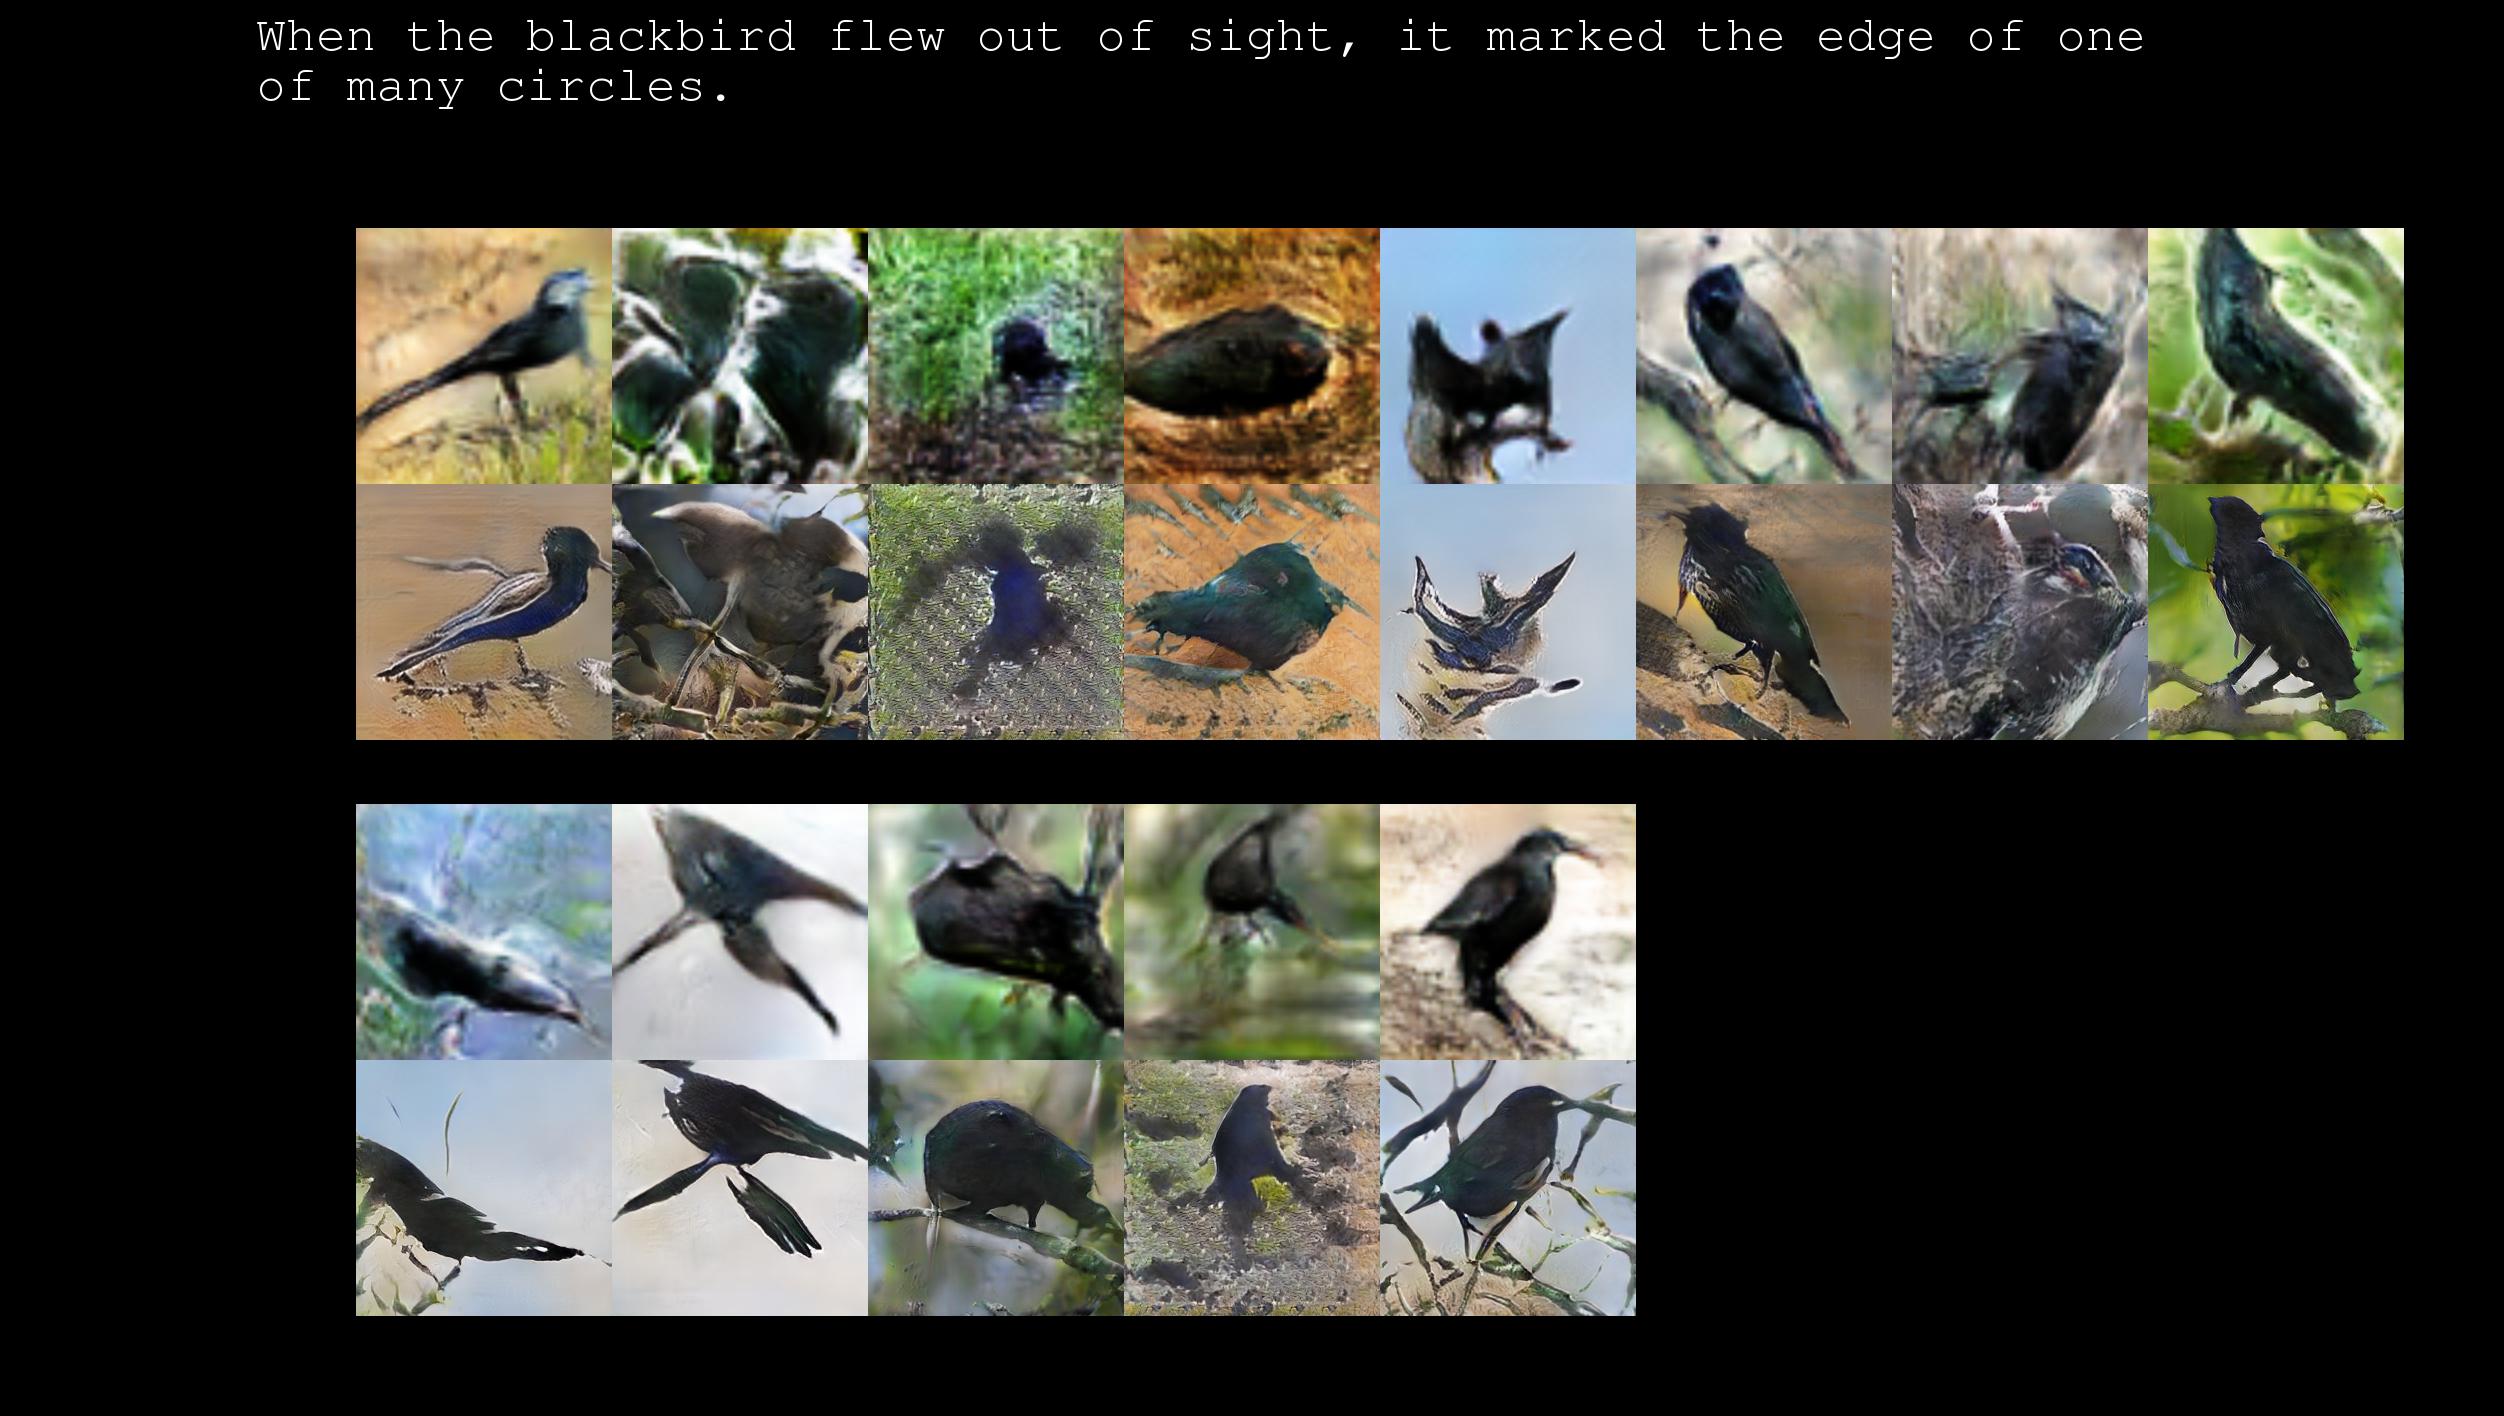 When the blackbird flew out of sight, it marked the edge of one
of many circles.